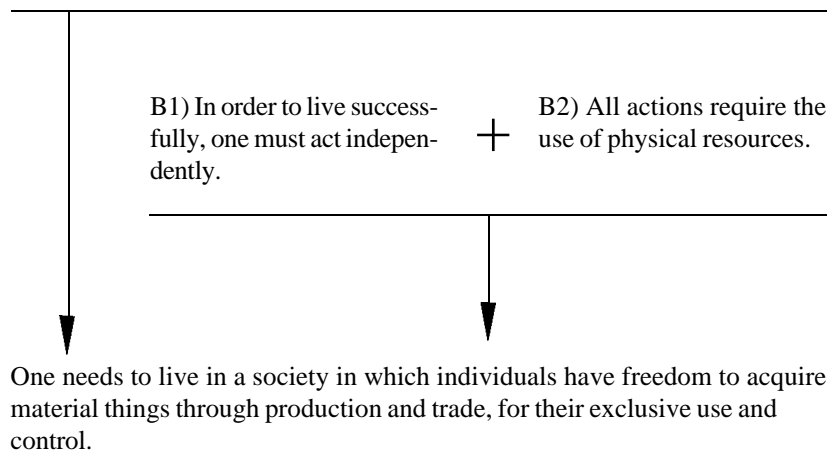 B1) In order to live success-
fully, one must act indepen-
dently.
+
B2) All actions require the
use of physical resources.
One needs to live in a society in which individuals have freedom to acquire
material things through production and trade, for their exclusive use and
control.